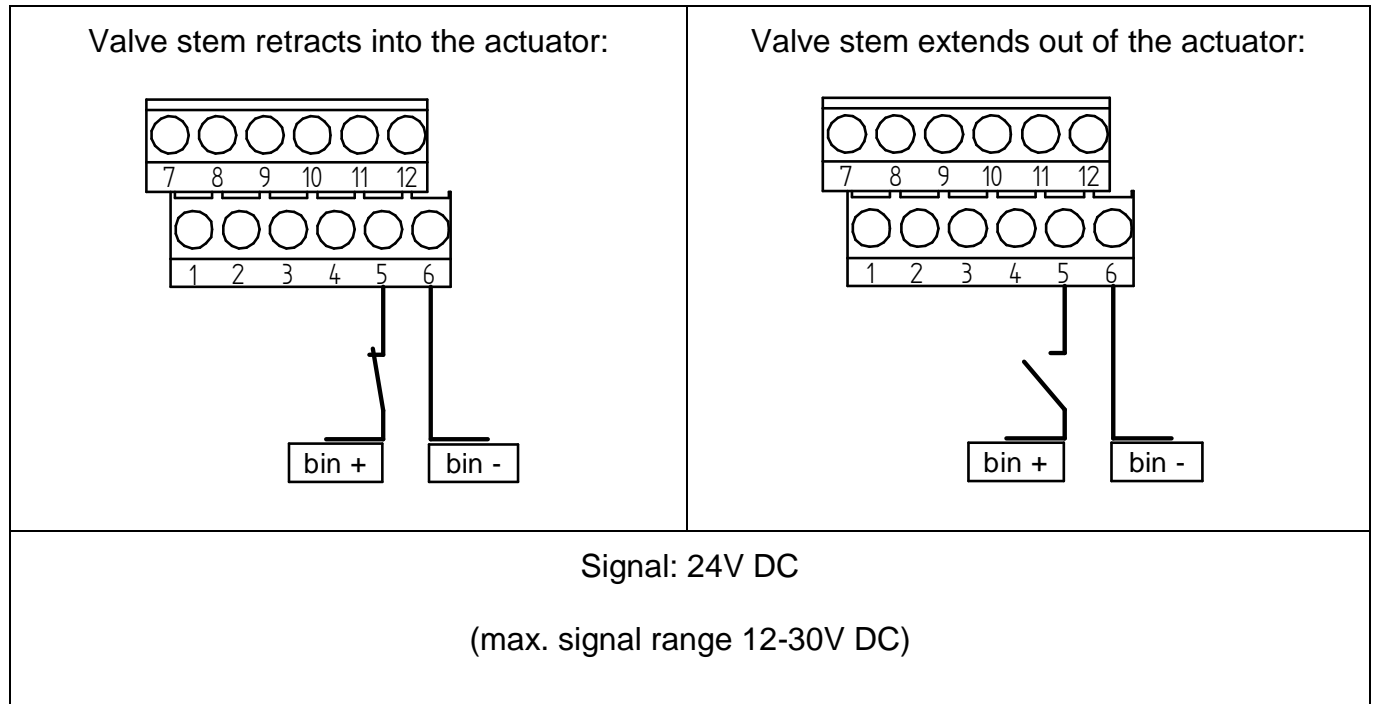 Valve stem retracts into the actuator:
7 8 9 10 11 12
1 2 3 4 5 6
bin + bin -
Valve stem extends out of the actuator:
7 8 9 10 11 12
1 2 3 4 5 6
bin + bin -
Signal: 24V DC
(max. signal range 12-30V DC)